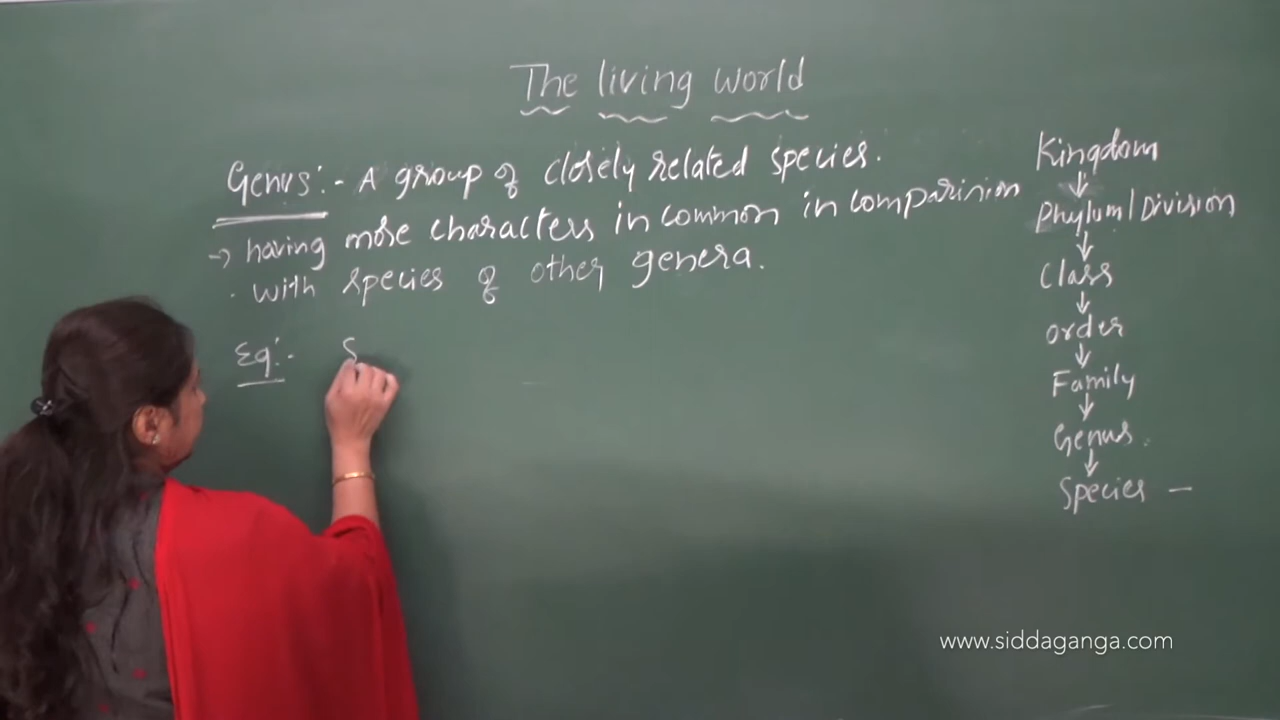 The living world
Genus:- A group of closely related species.
→ having more characters in common in comparinion
. with species of other genera.
Eg:- S
Kingdom
↓
Phylum/Division
↓
Class
↓
order
↓
Family
↓
Genus.
↓
Species —
www.siddaganga.com